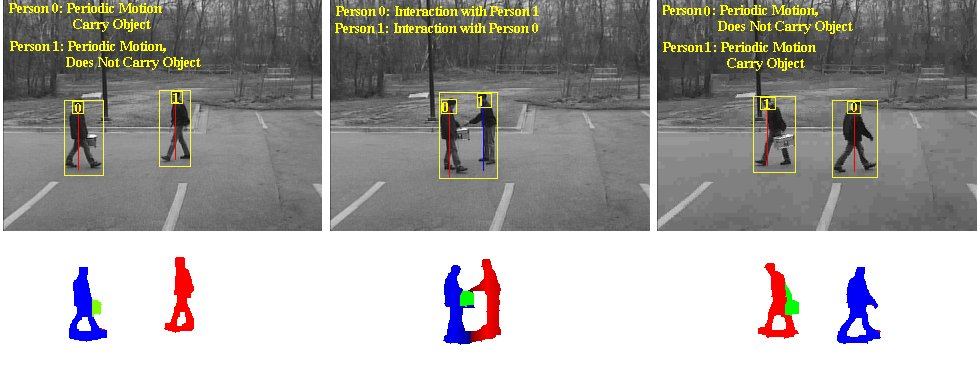 Person 0: Periodic Motion
Carry Object
Person 1: Periodic Motion,
Does Not Carry Object
0
1
Person 0: Interaction with Person 1
Person 1: Interaction with Person 0
0
1
Person 0: Periodic Motion,
Does Not Carry Object
Person 1: Periodic Motion
Carry Object
1
0